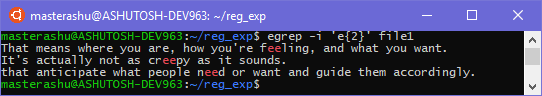 masterashu@ASHUTOSH-DEV963: ~/reg_exp
masterashu@ASHUTOSH-DEV963:~/reg_exp$ egrep -i 'e{2}' file1
That means where you are, how you're feeling, and what you want.
It's actually not as creepy as it sounds.
that anticipate what people need or want and guide them accordingly.
masterashu@ASHUTOSH-DEV963:~/reg_exp$